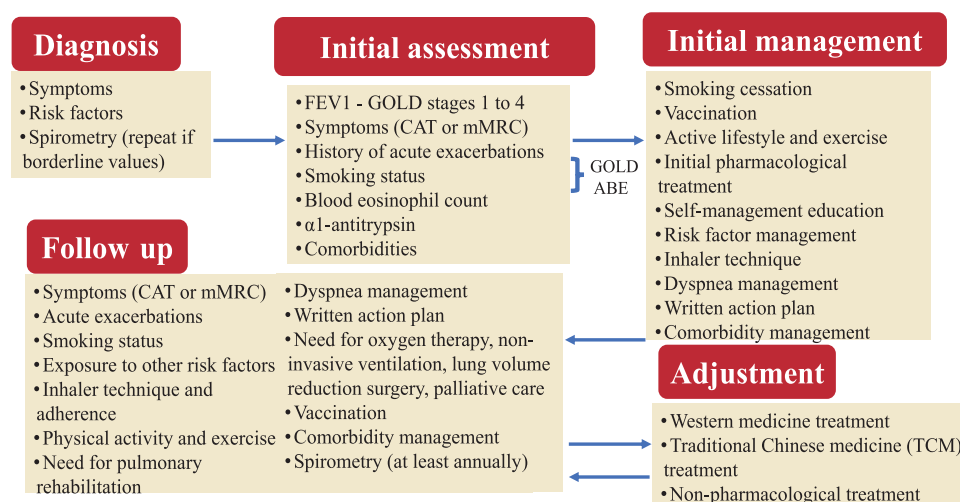 Diagnosis
• Symptoms
• Risk factors
• Spirometry (repeat if
borderline values)
Initial assessment
• FEV1 - GOLD stages 1 to 4
• Symptoms (CAT or mMRC)
• History of acute exacerbations
• Smoking status
• Blood eosinophil count
• α1-antitrypsin
• Comorbidities
GOLD
ABE
Initial management
• Smoking cessation
• Vaccination
• Active lifestyle and exercise
• Initial pharmacological
treatment
• Self-management education
• Risk factor management
• Inhaler technique
• Dyspnea management
• Written action plan
• Comorbidity management
Follow up
• Symptoms (CAT or mMRC)
• Acute exacerbations
• Smoking status
• Exposure to other risk factors
• Inhaler technique and
adherence
• Physical activity and exercise
• Need for pulmonary
rehabilitation
• Dyspnea management
• Written action plan
• Need for oxygen therapy, non-
invasive ventilation, lung volume
reduction surgery, palliative care
• Vaccination
• Comorbidity management
• Spirometry (at least annually)
Adjustment
• Western medicine treatment
• Traditional Chinese medicine (TCM)
treatment
• Non-pharmacological treatment